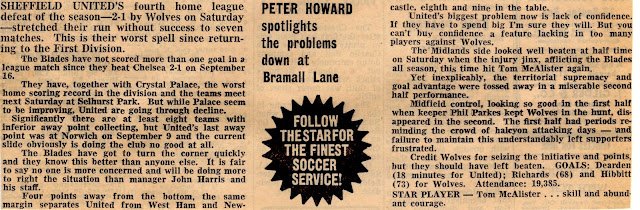 SHEFFIELD UNITED'S fourth home league
defeat of the season—2-1 by Wolves on Saturday
—stretched their run without success to seven
matches. This is their worst spell since return-
ing to the First Division.
The Blades have not scored more than one goal in a
league match since they beat Chelsea 2-1 on September
16.
They have, together with Crystal Palace, the worst
home scoring record in the division and the teams meet
next Saturday at Selhurst Park. But while Palace seem
to be improving, United are going through decline.
Significantly there are at least eight teams with
inferior away point collecting, but United's last away
point was at Norwich on September 9 and the current
slide obviously is doing the club no good at all.
The Blades have got to turn the corner quickly
and they know this better than anyone else. It is fair
to say no one is more concerned and will be doing more
to right the situation than manager John Harris and
his staff.
Four points away from the bottom, the same
margin separates United from West Ham and New-
PETER HOWARD
spotlights
the problems
down at
Bramall Lane
FOLLOW
THE STAR FOR
THE FINEST
SOCCER
SERVICE!
castle, eighth and nine in the table.
United's biggest problem now is lack of confidence.
If they have to spend big I'm sure they will. But you
can't buy confidence a feature lacking in too many
players against Wolves.
The Midlands side looked well beaten at half time
on Saturday when the injury jinx, afflicting the Blades
all season, this time hit Tom McAlister again.
Yet inexplicably, the territorial supremacy and
goal advantage were tossed away in a miserable second
half performance.
Midfield control, looking so good in the first half
when keeper Phil Parkes kept Wolves in the hunt, dis-
appeared in the second. The first half had periods re-
minding the crowd of halcyon attacking days — and
failure to maintain this understandably left supporters
frustrated.
Credit Wolves for seizing the initiative and points,
but they should have left beaten. GOALS; Dearden
(18 minutes for United); Richards (68) and Hibbitt
(73) for Wolves. Attendance: 19,385.
STAR PLAYER — Tom McAlister . . . skill and abund-
ant courage.